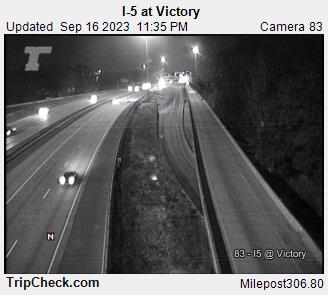 I-5 at Victory
Updated Sep 16 2023 11:35 PM Camera 83
T
N
83 - I5 @ Victory
TripCheck.com Milepost306.80